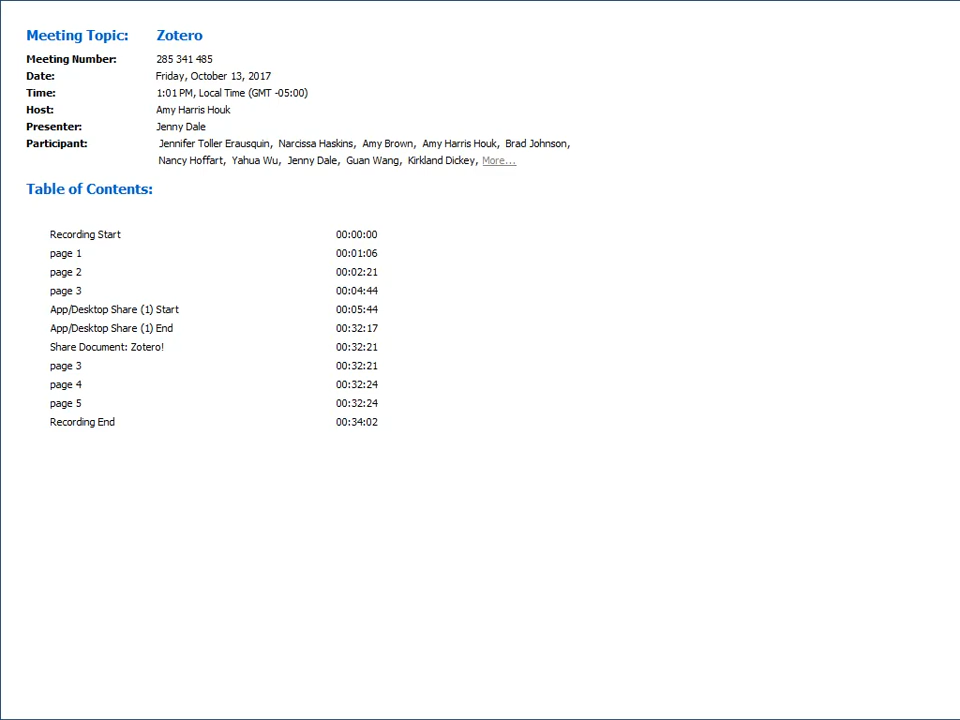 Meeting Topic: Zotero
Meeting Number: 285 341 485
Date: Friday, October 13, 2017
Time: 1:01 PM, Local Time (GMT -05:00)
Host: Amy Harris Houk
Presenter: Jenny Dale
Participant: Jennifer Toller Erausquin, Narcissa Haskins, Amy Brown, Amy Harris Houk, Brad Johnson,
Nancy Hoffart, Yahua Wu, Jenny Dale, Guan Wang, Kirkland Dickey, More...
Table of Contents:
Recording Start 00:00:00
page 1 00:01:06
page 2 00:02:21
page 3 00:04:44
App/Desktop Share (1) Start 00:05:44
App/Desktop Share (1) End 00:32:17
Share Document: Zotero! 00:32:21
page 3 00:32:21
page 4 00:32:24
page 5 00:32:24
Recording End 00:34:02